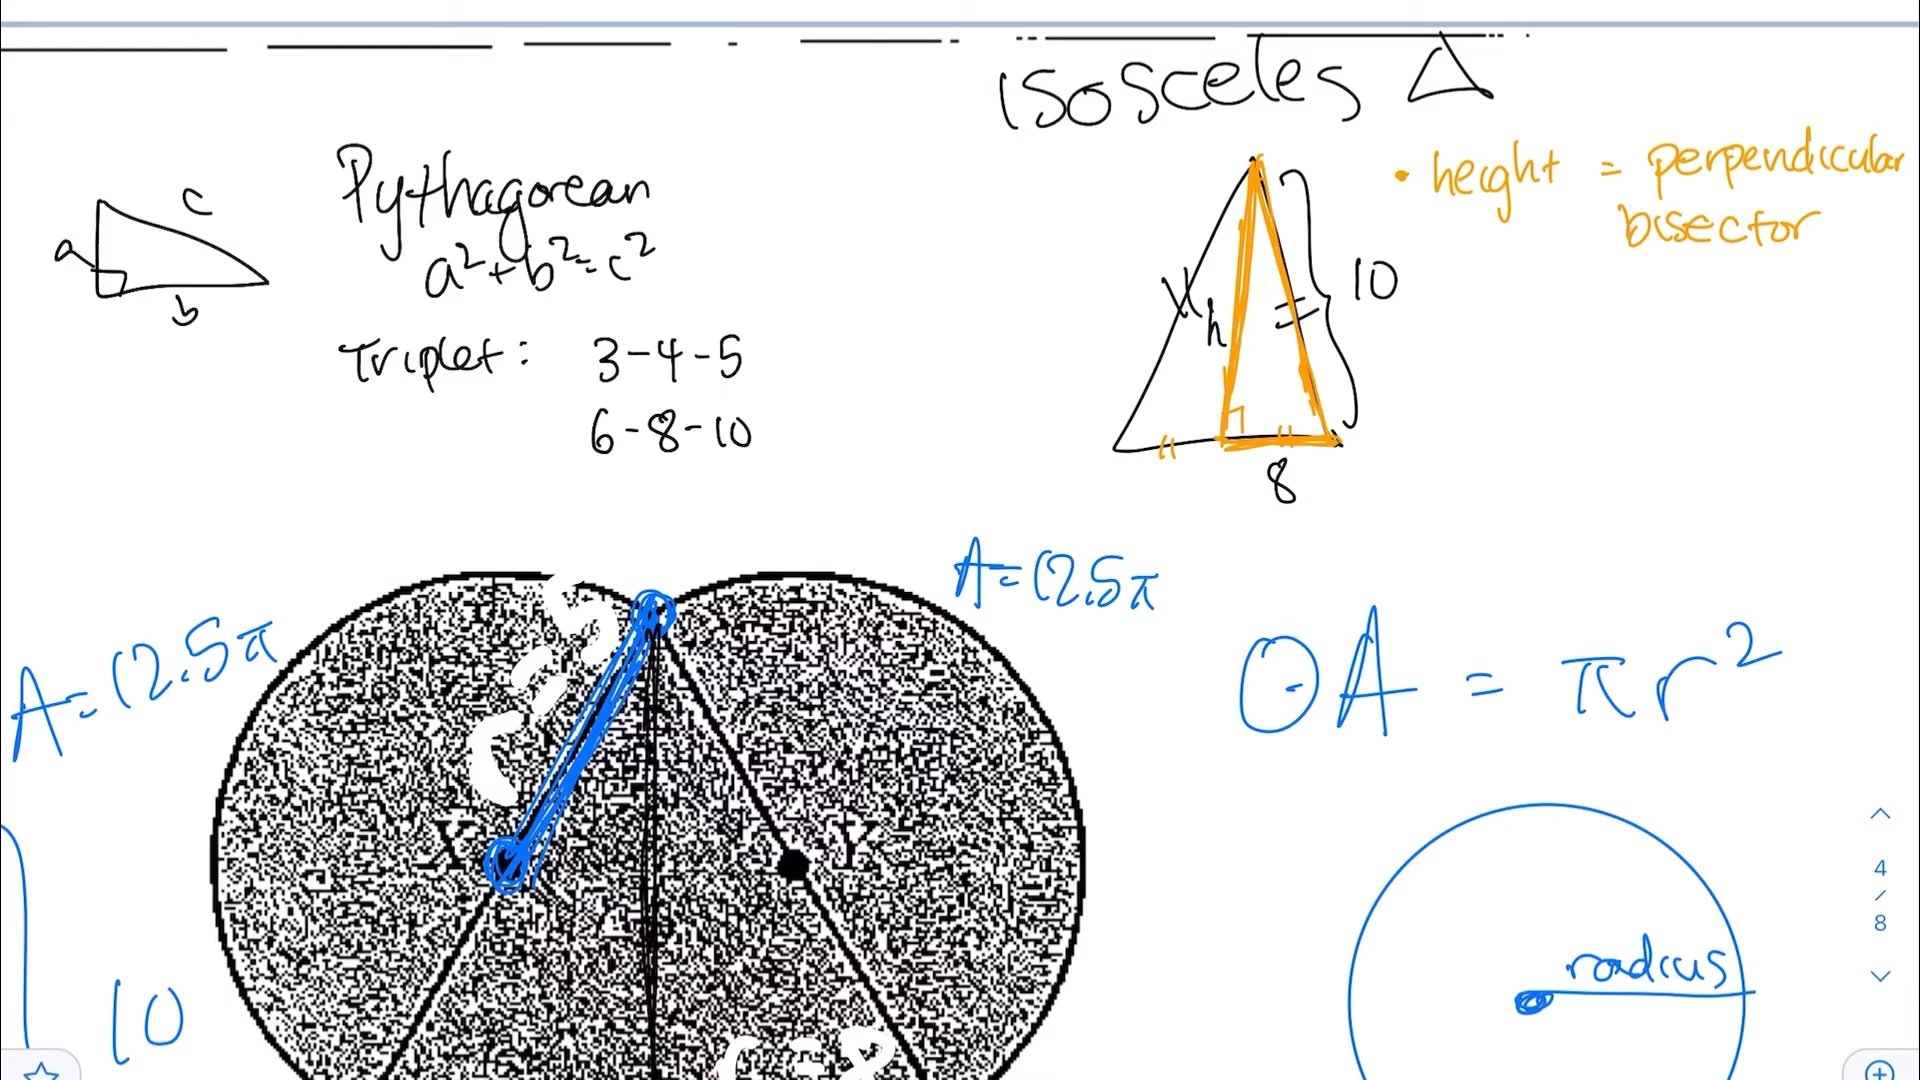 isosceles Δ
• height = perpendicular
bisector
Pythagorean
a²+b²=c²
Triplet: 3-4-5
6-8-10
a
b
c
h
10
8
A=12.5π
A=12.5π
ΘA = πr²
X
Y
10
radius
4
/
8